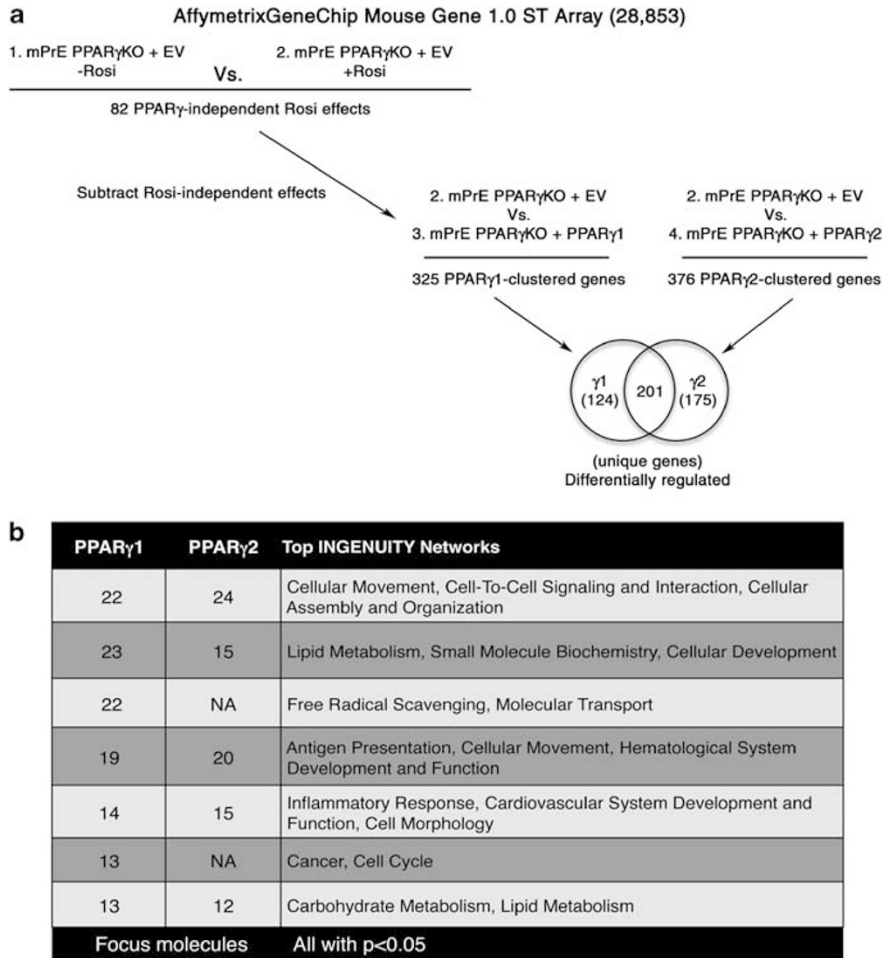 a
AffymetrixGeneChip Mouse Gene 1.0 ST Array (28,853)
1. mPrE PPARγKO + EV
-Rosi
Vs.
2. mPrE PPARγKO + EV
+Rosi
82 PPARγ-independent Rosi effects
Subtract Rosi-independent effects
2. mPrE PPARγKO + EV
Vs.
3. mPrE PPARγKO + PPARγ1
325 PPARγ1-clustered genes
2. mPrE PPARγKO + EV
Vs.
4. mPrE PPARγKO + PPARγ2
376 PPARγ2-clustered genes
γ1
(124)
201
γ2
(175)
(unique genes)
Differentially regulated
b
PPARγ1 PPARγ2 Top INGENUITY Networks
22 24 Cellular Movement, Cell-To-Cell Signaling and Interaction, Cellular
Assembly and Organization
23 15 Lipid Metabolism, Small Molecule Biochemistry, Cellular Development
22 NA Free Radical Scavenging, Molecular Transport
19 20 Antigen Presentation, Cellular Movement, Hematological System
Development and Function
14 15 Inflammatory Response, Cardiovascular System Development and
Function, Cell Morphology
13 NA Cancer, Cell Cycle
13 12 Carbohydrate Metabolism, Lipid Metabolism
Focus molecules All with p<0.05